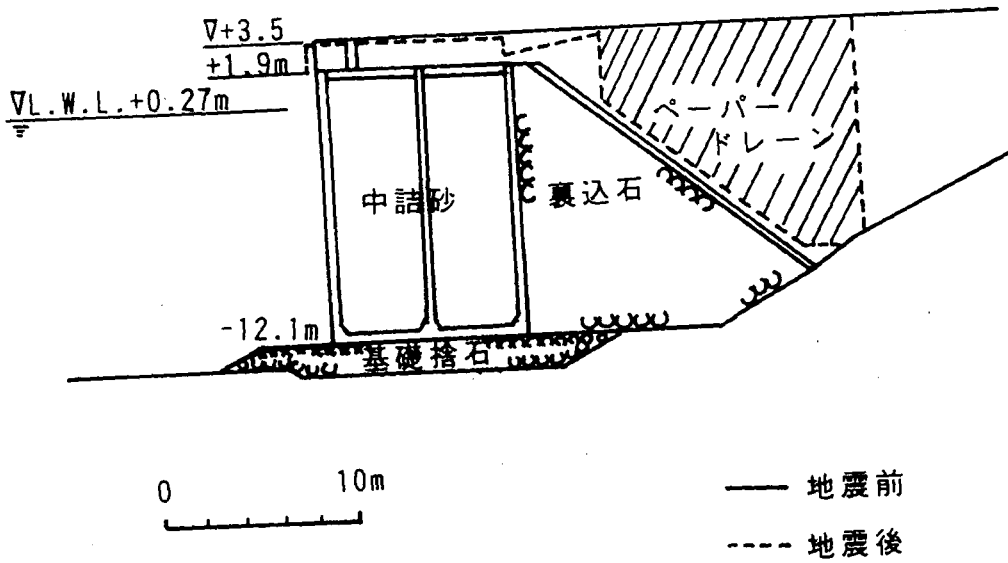 ∇+3.5
+1.9m
∇L.W.L.+0.27m
ペーパー
ドレーン
中詰砂
裏込石
-12.1m
基礎捨石
0 10m
地震前
地震後